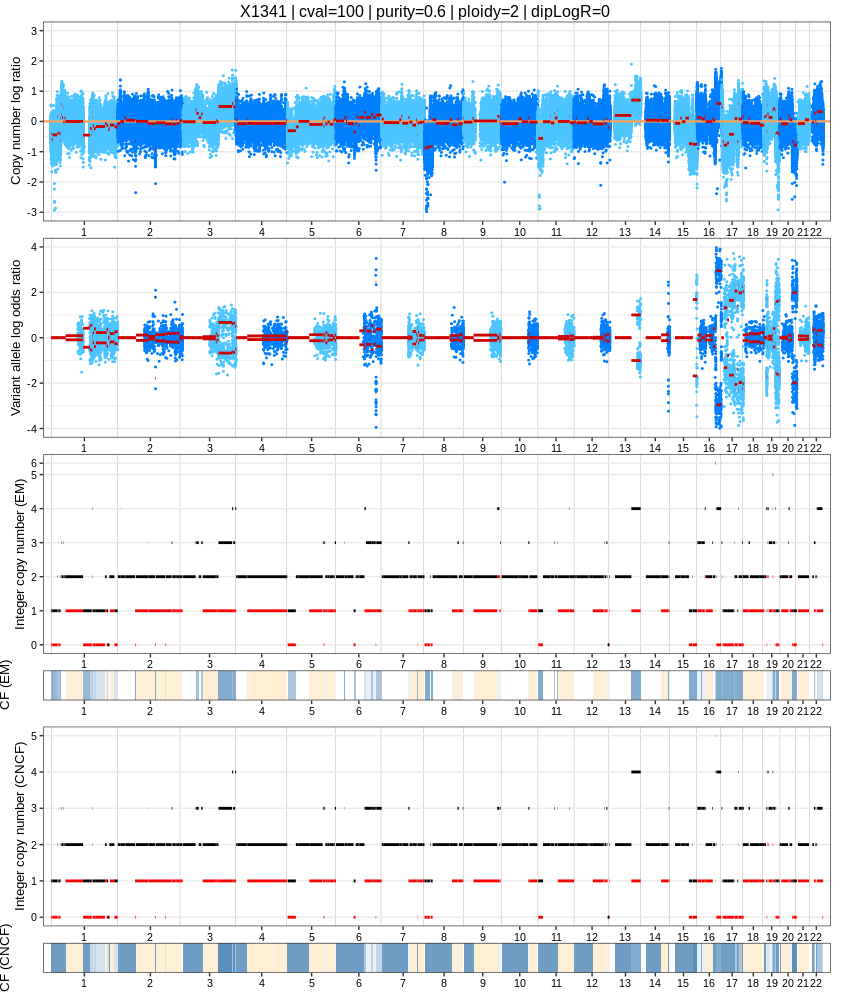 X1341 | cval=100 | purity=0.6 | ploidy=2 | dipLogR=0
Copy number log ratio
3
2
1
0
-1
-2
-3
1 2 3 4 5 6 7 8 9 10 11 12 13 14 15 16 17 18 19 20 21 22
Variant allele log odds ratio
4
2
0
-2
-4
1 2 3 4 5 6 7 8 9 10 11 12 13 14 15 16 17 18 19 20 21 22
Integer copy number (EM)
6
5
4
3
2
1
0
1 2 3 4 5 6 7 8 9 10 11 12 13 14 15 16 17 18 19 20 21 22
CF (EM)
1 2 3 4 5 6 7 8 9 10 11 12 13 14 15 16 17 18 19 20 21 22
Integer copy number (CNCF)
5
4
3
2
1
0
1 2 3 4 5 6 7 8 9 10 11 12 13 14 15 16 17 18 19 20 21 22
CF (CNCF)
1 2 3 4 5 6 7 8 9 10 11 12 13 14 15 16 17 18 19 20 21 22